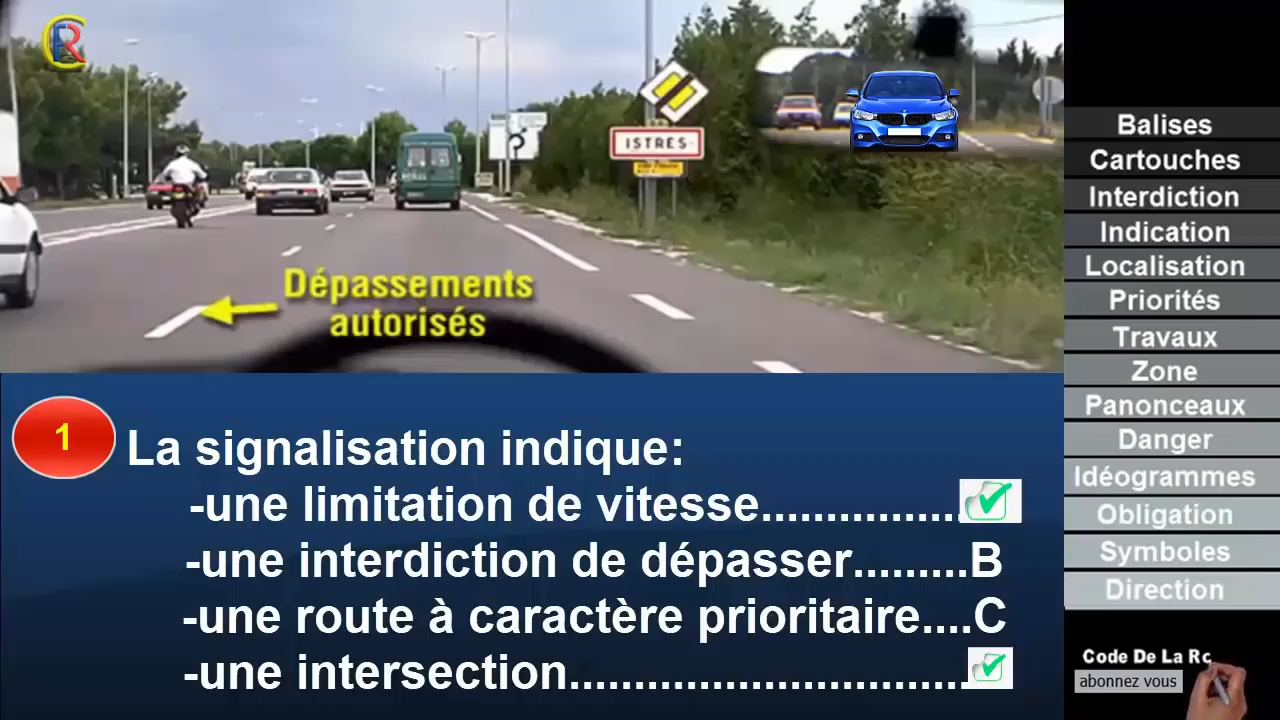 CR
ISTRES
Dépassements
autorisés
1
La signalisation indique:
-une limitation de vitesse................
-une interdiction de dépasser.........B
-une route à caractère prioritaire....C
-une intersection...............................
Balises
Cartouches
Interdiction
Indication
Localisation
Priorités
Travaux
Zone
Panonceaux
Danger
Idéogrammes
Obligation
Symboles
Direction
Code De La Rc
abonnez vous